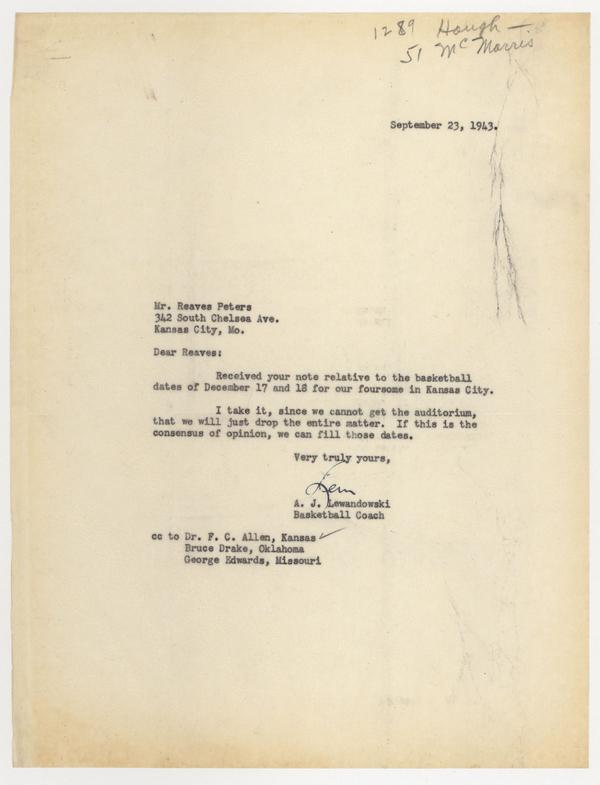 1289 Hough -
51 McMorris
September 23, 1943.
Mr. Reaves Peters
342 South Chelsea Ave.
Kansas City, Mo.
Dear Reaves:
Received your note relative to the basketball
dates of December 17 and 18 for our foursome in Kansas City.
I take it, since we cannot get the auditorium,
that we will just drop the entire matter. If this is the
consensus of opinion, we can fill those dates.
Very truly yours,
Lew
A. J. Lewandowski
Basketball Coach
cc to Dr. F. C. Allen, Kansas ✓
Bruce Drake, Oklahoma
George Edwards, Missouri